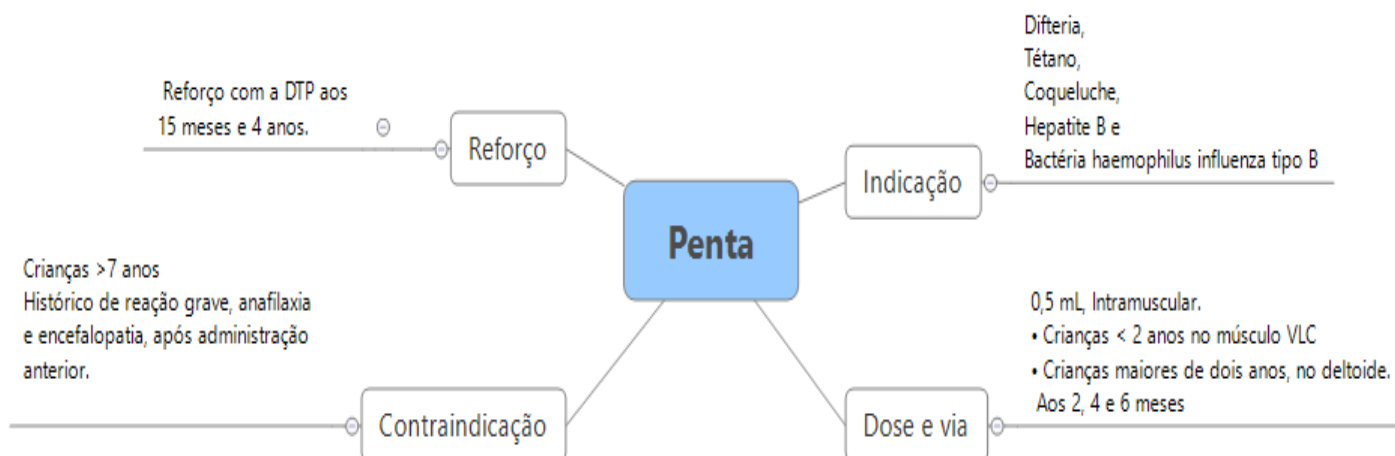 Penta
Reforço
Reforço com a DTP aos
15 meses e 4 anos.
Indicação
Difteria,
Tétano,
Coqueluche,
Hepatite B e
Bactéria haemophilus influenza tipo B
Contraindicação
Crianças >7 anos
Histórico de reação grave, anafilaxia
e encefalopatia, após administração
anterior.
Dose e via
0,5 mL, Intramuscular.
• Crianças < 2 anos no músculo VLC
• Crianças maiores de dois anos, no deltoide.
Aos 2, 4 e 6 meses